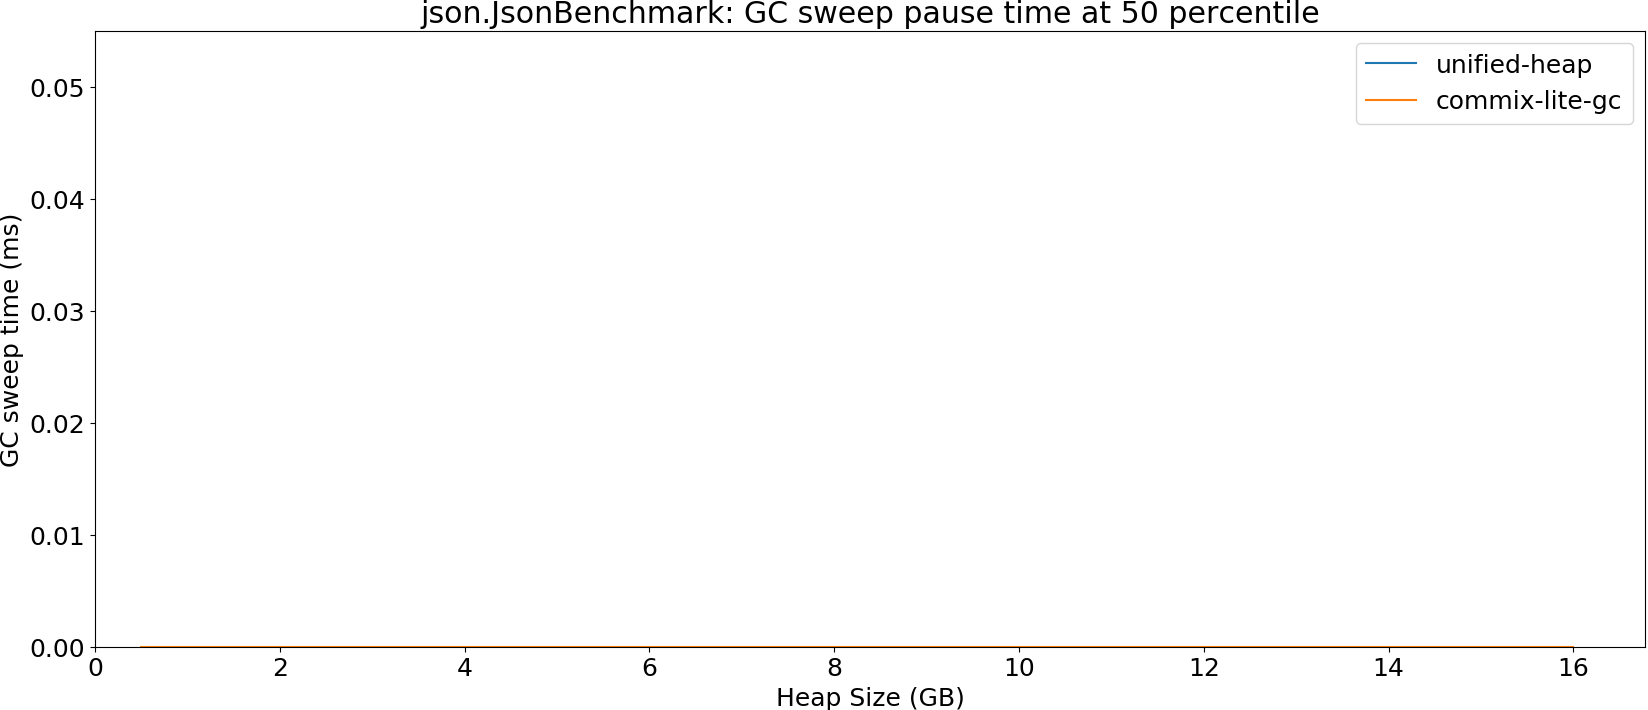 json.JsonBenchmark: GC sweep pause time at 50 percentile
unified-heap
commix-lite-gc
GC sweep time (ms)
0.05
0.04
0.03
0.02
0.01
0.00
0 2 4 6 8 10 12 14 16
Heap Size (GB)